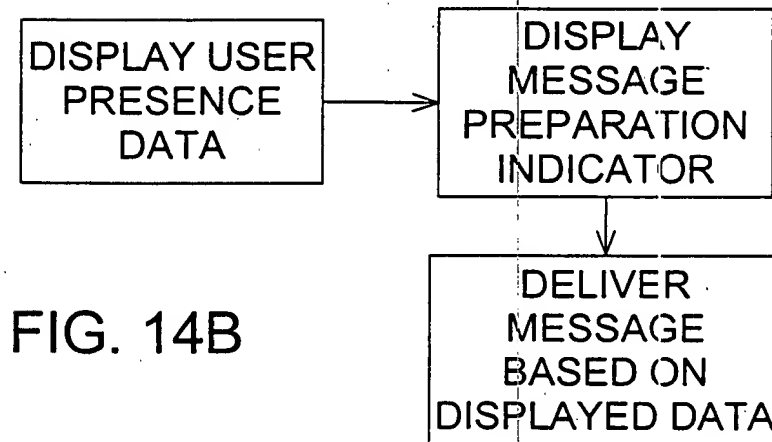 DISPLAY USER
PRESENCE
DATA
DISPLAY
MESSAGE
PREPARATION
INDICATOR
DELIVER
MESSAGE
BASED ON
DISPLAYED DATA
FIG. 14B